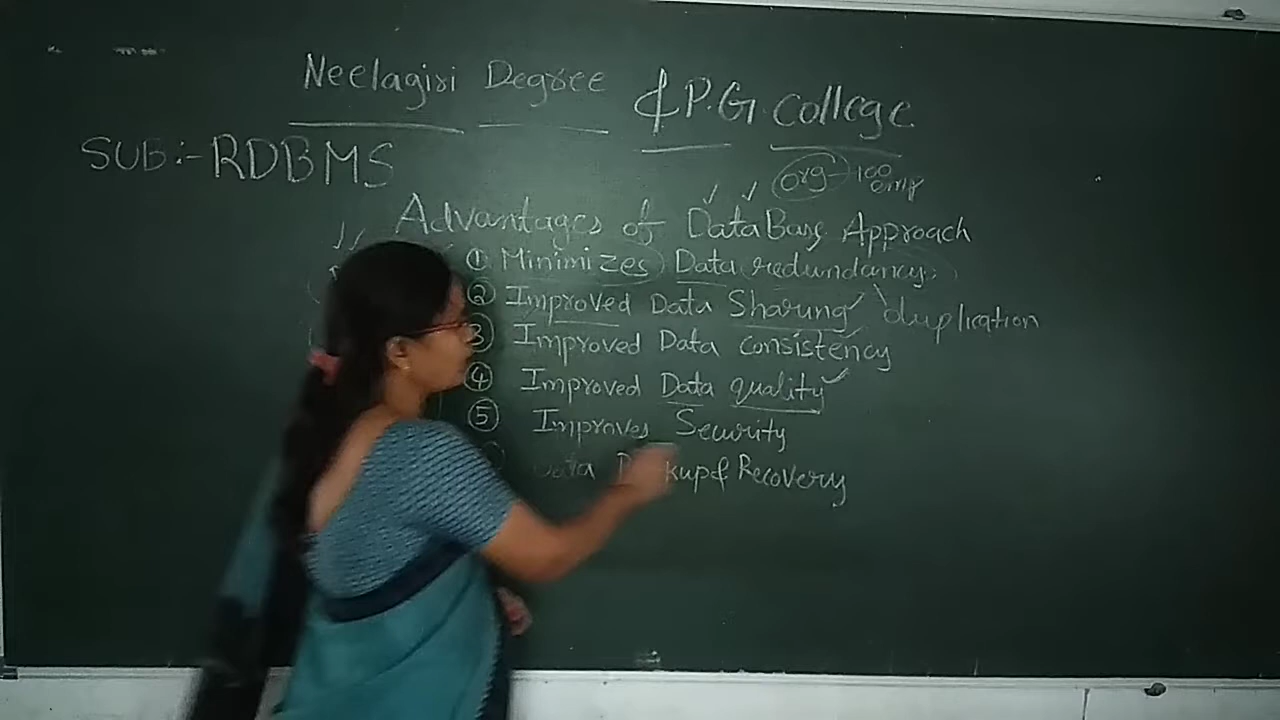 Neelagiri Degree & P.G. College
SUB:- RDBMS
org - 100 emp
Advantages of DataBase Approach
① Minimizes Data redundancy.
② Improved Data Sharing duplication
③ Improved Data consistency
④ Improved Data quality
⑤ Improves Security
Data & Recovery